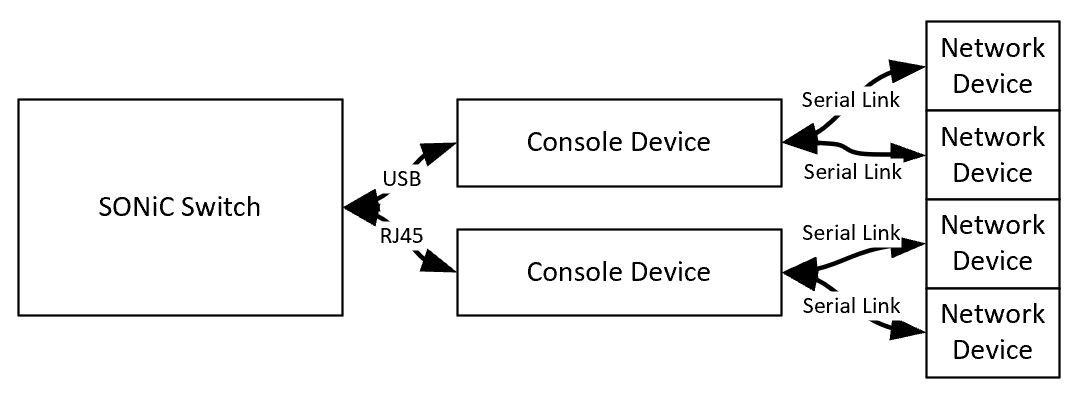 SONiC Switch
USB
RJ45
Console Device
Console Device
Serial Link
Serial Link
Serial Link
Serial Link
Network
Device
Network
Device
Network
Device
Network
Device